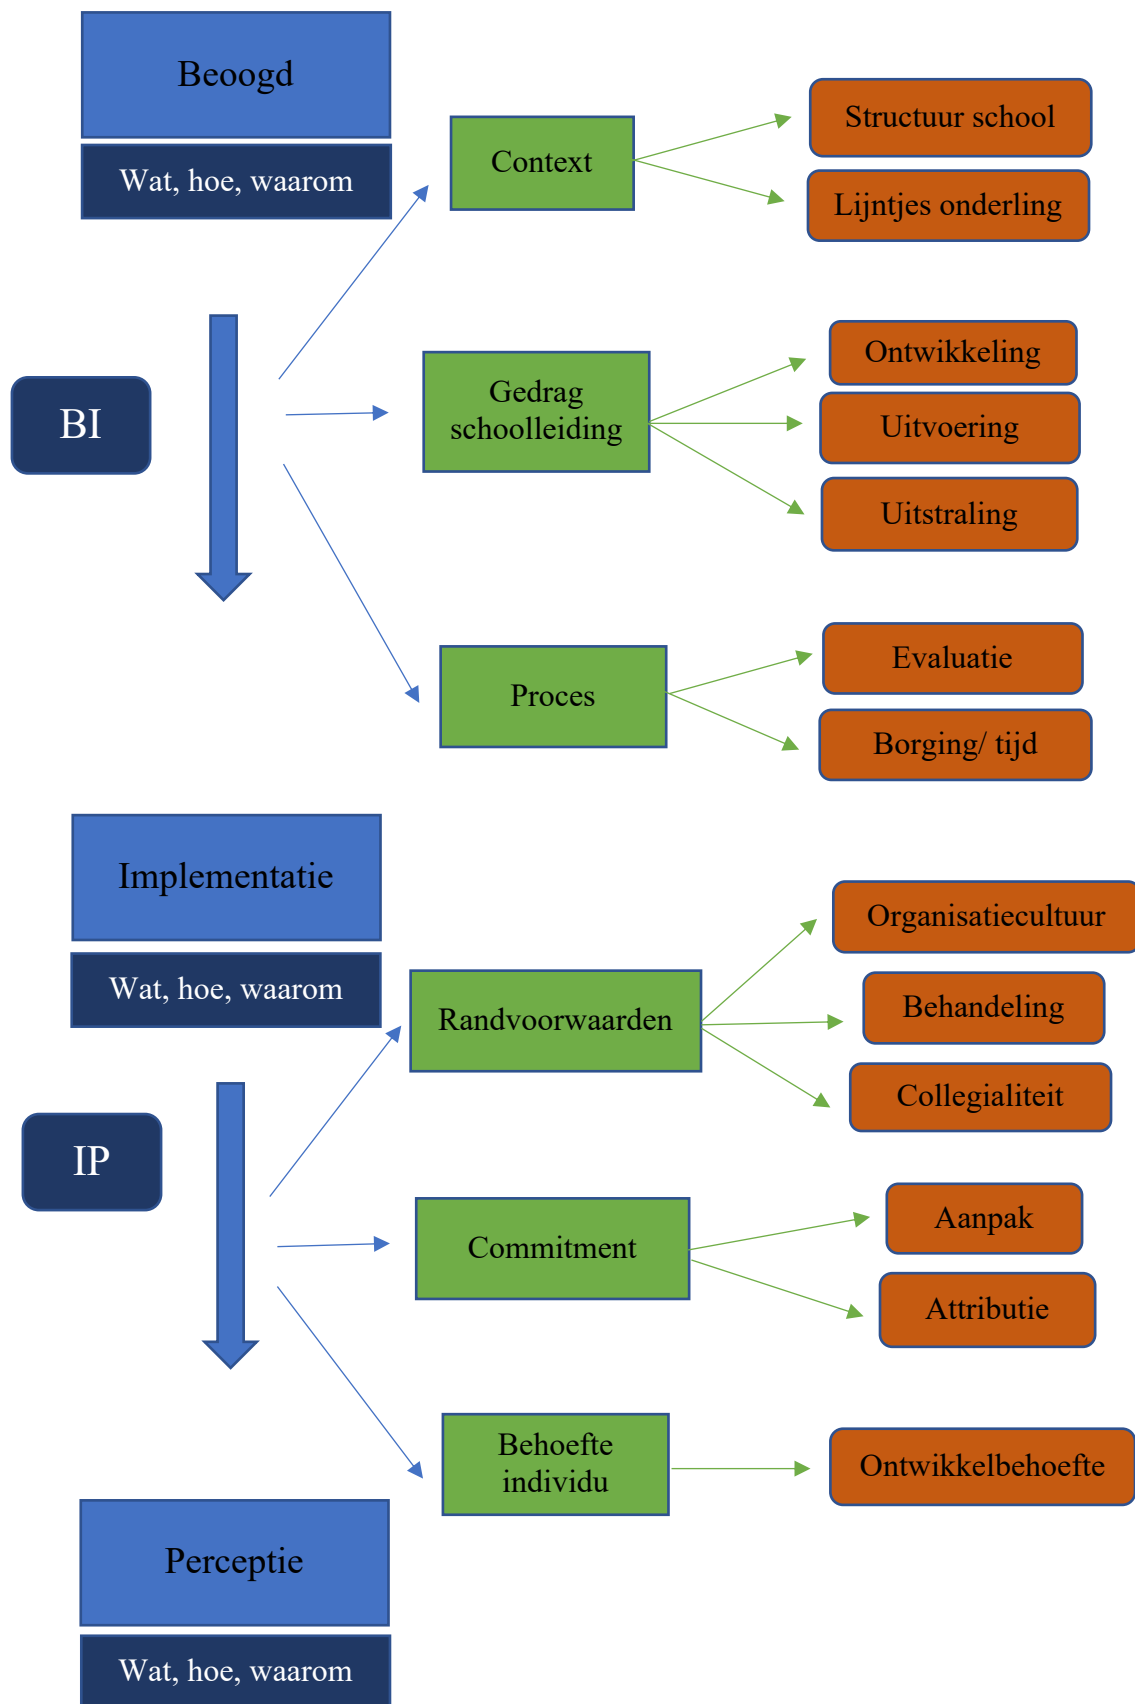 Beoogd
Wat, hoe, waarom
Context
Structuur school
Lijntjes onderling
BI
Gedrag
schoolleiding
Ontwikkeling
Uitvoering
Uitstraling
Proces
Evaluatie
Borging/ tijd
Implementatie
Wat, hoe, waarom
Randvoorwaarden
Organisatiecultuur
Behandeling
Collegialiteit
IP
Commitment
Aanpak
Attributie
Behoefte
individu
Ontwikkelbehoefte
Perceptie
Wat, hoe, waarom